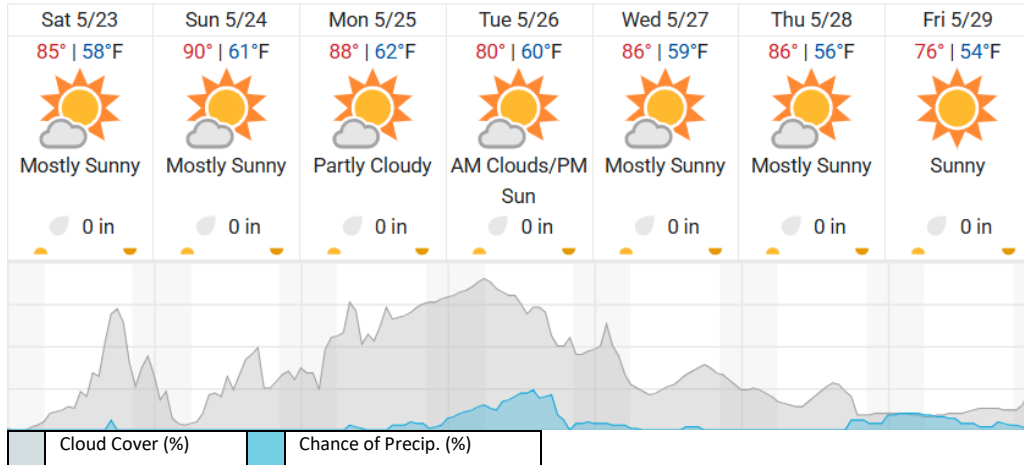 Sat 5/23 Sun 5/24 Mon 5/25 Tue 5/26 Wed 5/27 Thu 5/28 Fri 5/29
85° | 58°F 90° | 61°F 88° | 62°F 80° | 60°F 86° | 59°F 86° | 56°F 76° | 54°F
Mostly Sunny Mostly Sunny Partly Cloudy AM Clouds/PM Mostly Sunny Mostly Sunny Sunny
Sun
0 in 0 in 0 in 0 in 0 in 0 in 0 in
Cloud Cover (%) Chance of Precip. (%)